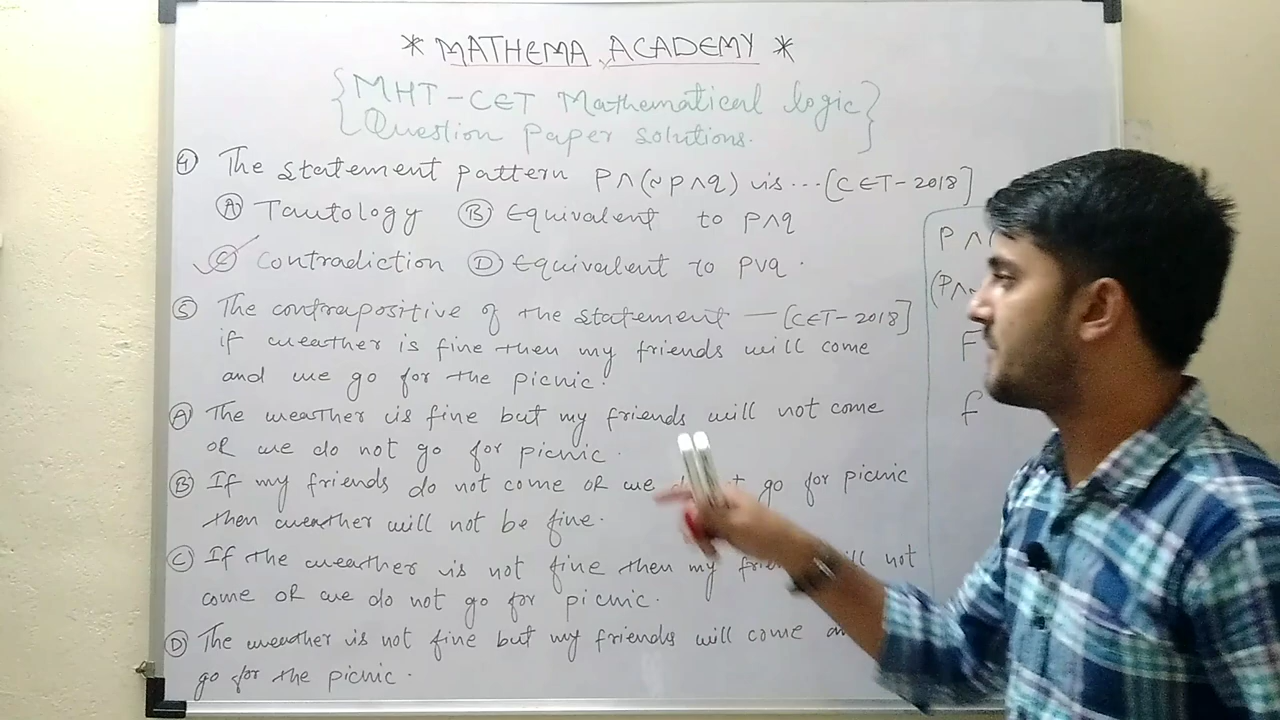 * MATHEMA ACADEMY *
{MHT-CET Mathematical logic
Question paper solutions.}
④ The statement pattern P∧(~P∧q) is...[CET-2018]
Ⓐ Tautology Ⓑ Equivalent to P∧q
Ⓒ Contradiction Ⓓ Equivalent to PVq.
⑤ The contrapositive of the statement — [CET-2018]
if weather is fine then my friends will come
and we go for the picnic.
Ⓐ The weather is fine but my friends will not come
OR we do not go for picnic.
Ⓑ If my friends do not come OR we go for picnic
then weather will not be fine.
Ⓒ If the weather is not fine then my not
come OR we do not go for picnic.
Ⓓ The weather is not fine but my friends will come
go for the picnic.
P∧
(P∧
F
f